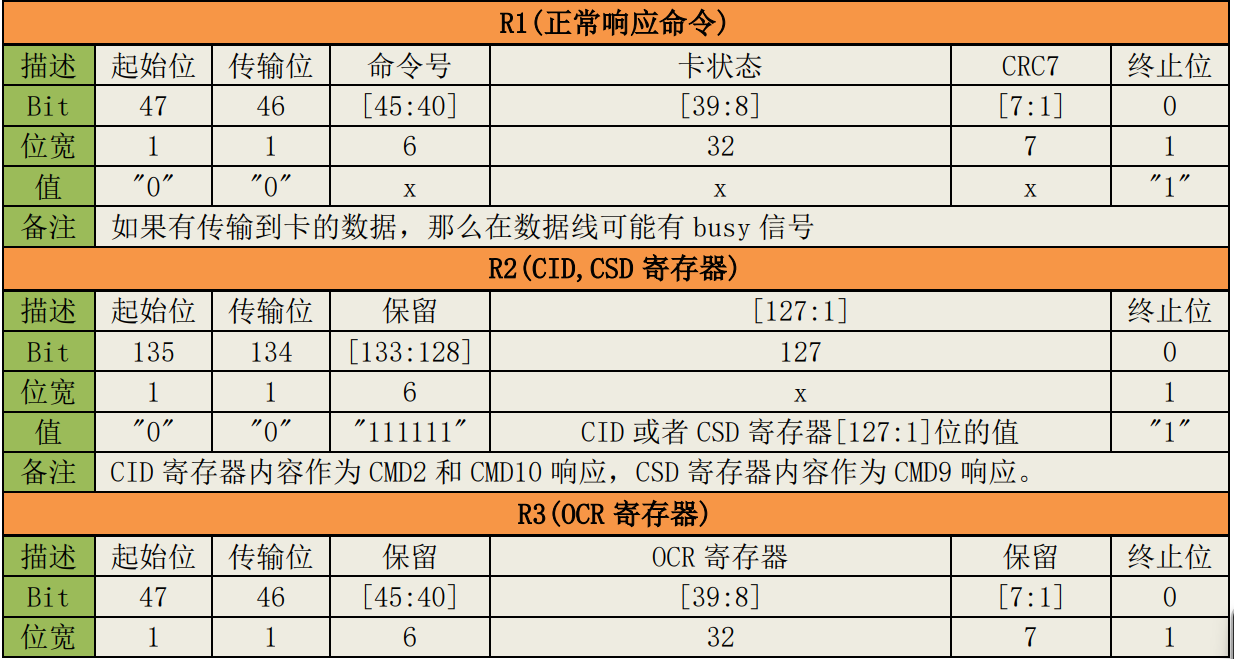 R1(正常响应命令)
描述 起始位 传输位 命令号 卡状态 CRC7 终止位
Bit 47 46 [45:40] [39:8] [7:1] 0
位宽 1 1 6 32 7 1
值 "0" "0" x x x "1"
备注 如果有传输到卡的数据，那么在数据线可能有 busy 信号
R2(CID,CSD 寄存器)
描述 起始位 传输位 保留 [127:1] 终止位
Bit 135 134 [133:128] 127 0
位宽 1 1 6 x 1
值 "0" "0" "111111" CID 或者 CSD 寄存器[127:1]位的值 "1"
备注 CID 寄存器内容作为 CMD2 和 CMD10 响应，CSD 寄存器内容作为 CMD9 响应。
R3(OCR 寄存器)
描述 起始位 传输位 保留 OCR 寄存器 保留 终止位
Bit 47 46 [45:40] [39:8] [7:1] 0
位宽 1 1 6 32 7 1